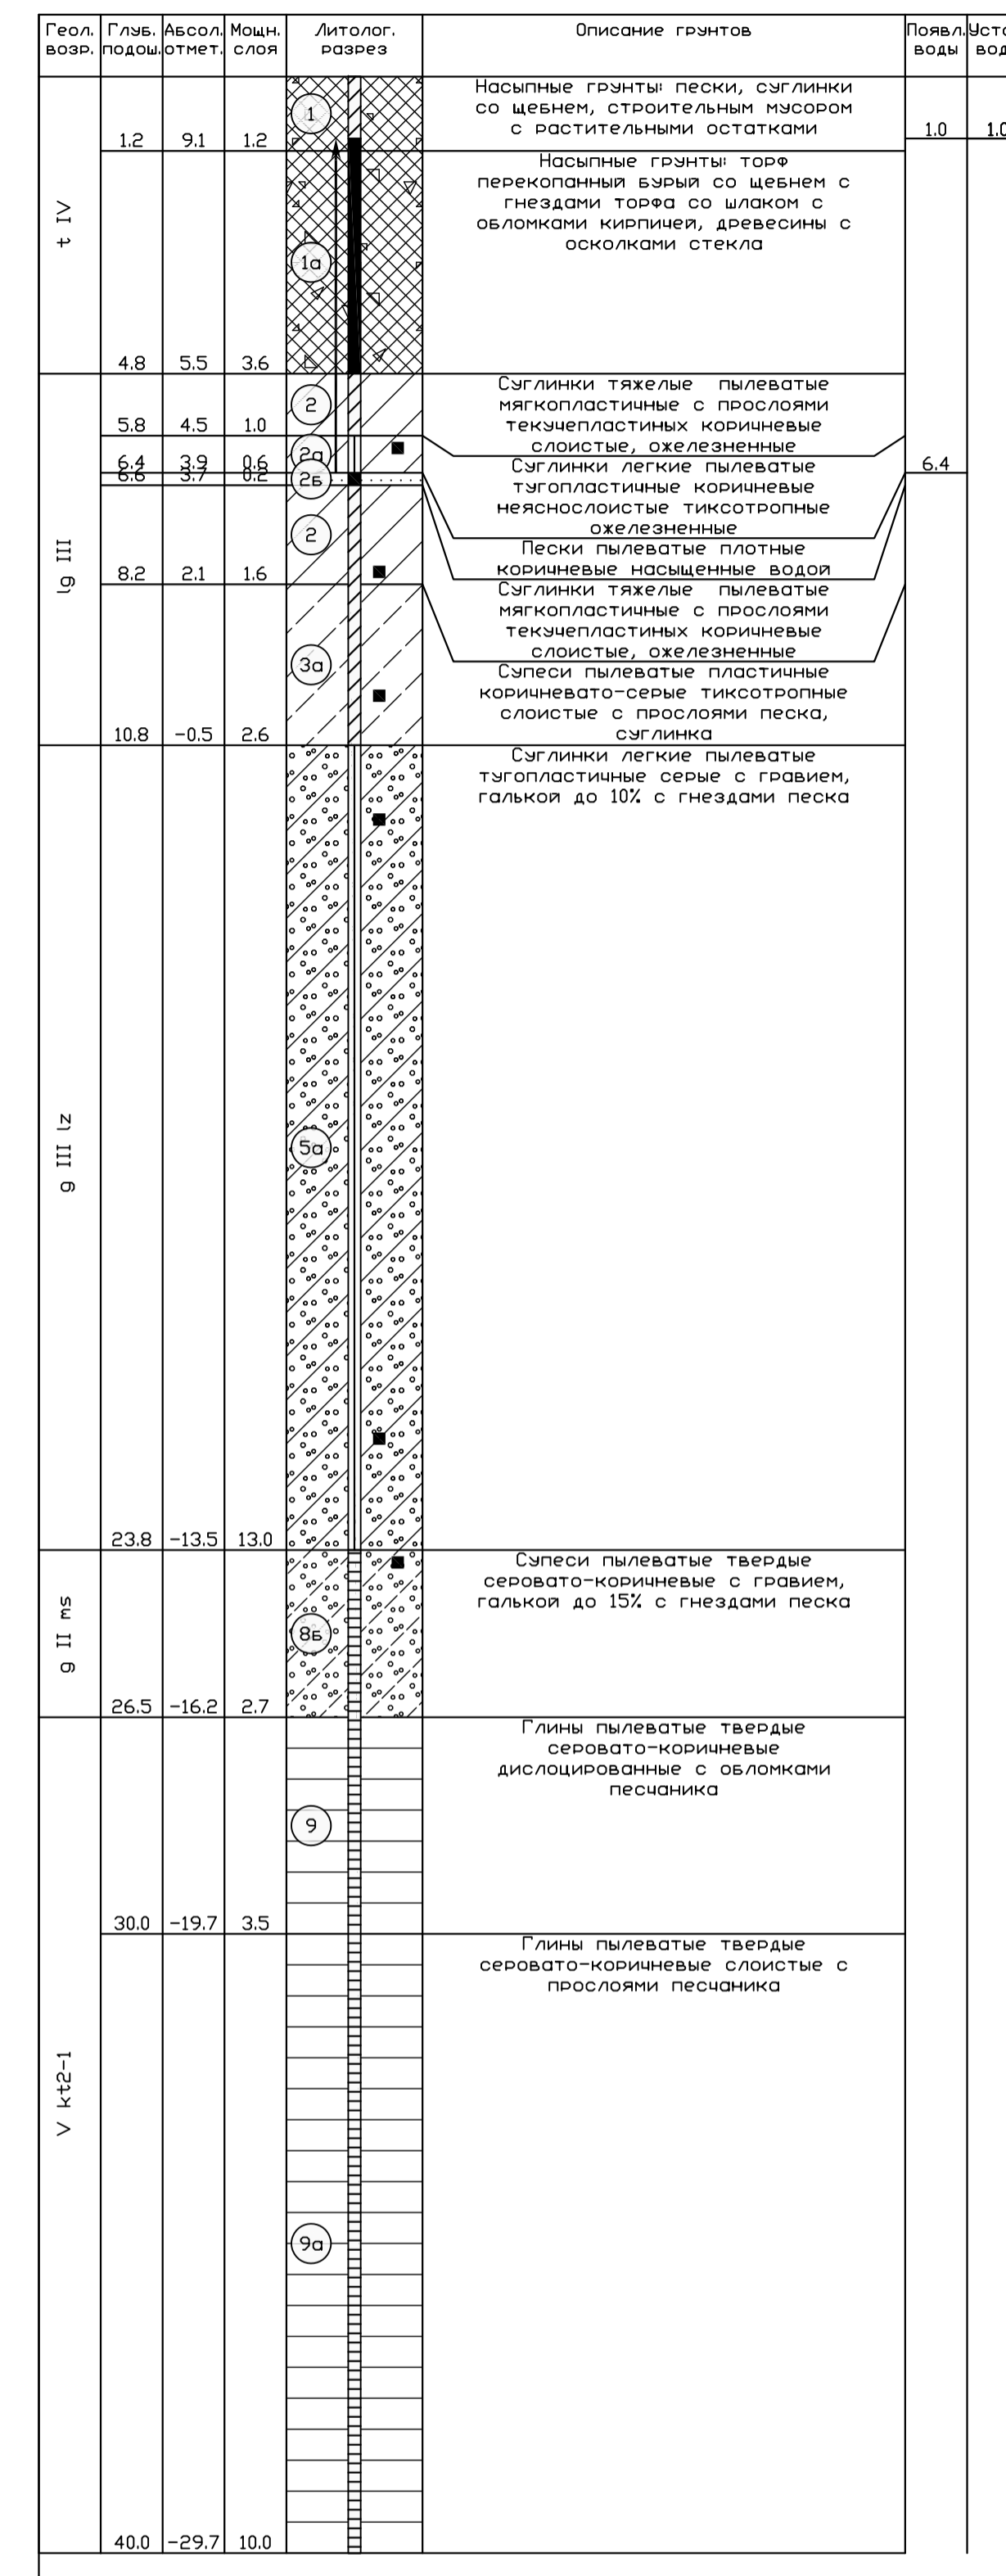 Геол. возр.
Глуб. подош.
Абсол. отмет.
Мощн. слоя
Литолог. разрез
Описание грунтов
Появл. воды
t IV
1
1.2 9.1 1.2
Насыпные грунты: пески, суглинки
со щебнем, строительным мусором
с растительными остатками
1.0 1.0
1а
4.8 5.5 3.6
Насыпные грунты: торф
перекопанный бурый со щебнем с
гнездами торфа со шлаком с
обломками кирпичей, древесины с
осколками стекла
lg III
2
5.8 4.5 1.0
Суглинки тяжелые пылеватые
мягкопластичные с прослоями
текучепластиных коричневые
слоистые, ожелезненные
2а
6.4 3.9 0.6
Суглинки легкие пылеватые
тугопластичные коричневые
неяснослоистые тиксотропные
ожелезненные
6.4
2б
6.6 3.7 0.2
Пески пылеватые плотные
коричневые насыщенные водой
2
8.2 2.1 1.6
Суглинки тяжелые пылеватые
мягкопластичные с прослоями
текучепластиных коричневые
слоистые, ожелезненные
3а
10.8 -0.5 2.6
Супеси пылеватые пластичные
коричневато-серые тиксотропные
слоистые с прослоями песка,
суглинка
g III lz
5а
23.8 -13.5 13.0
Суглинки легкие пылеватые
тугопластичные серые с гравием,
галькой до 10% с гнездами песка
g II ms
8б
26.5 -16.2 2.7
Супеси пылеватые твердые
серовато-коричневые с гравием,
галькой до 15% с гнездами песка
V kt2-1
9
30.0 -19.7 3.5
Глины пылеватые твердые
серовато-коричневые
дислоцированные с обломками
песчаника
9а
40.0 -29.7 10.0
Глины пылеватые твердые
серовато-коричневые слоистые с
прослоями песчаника